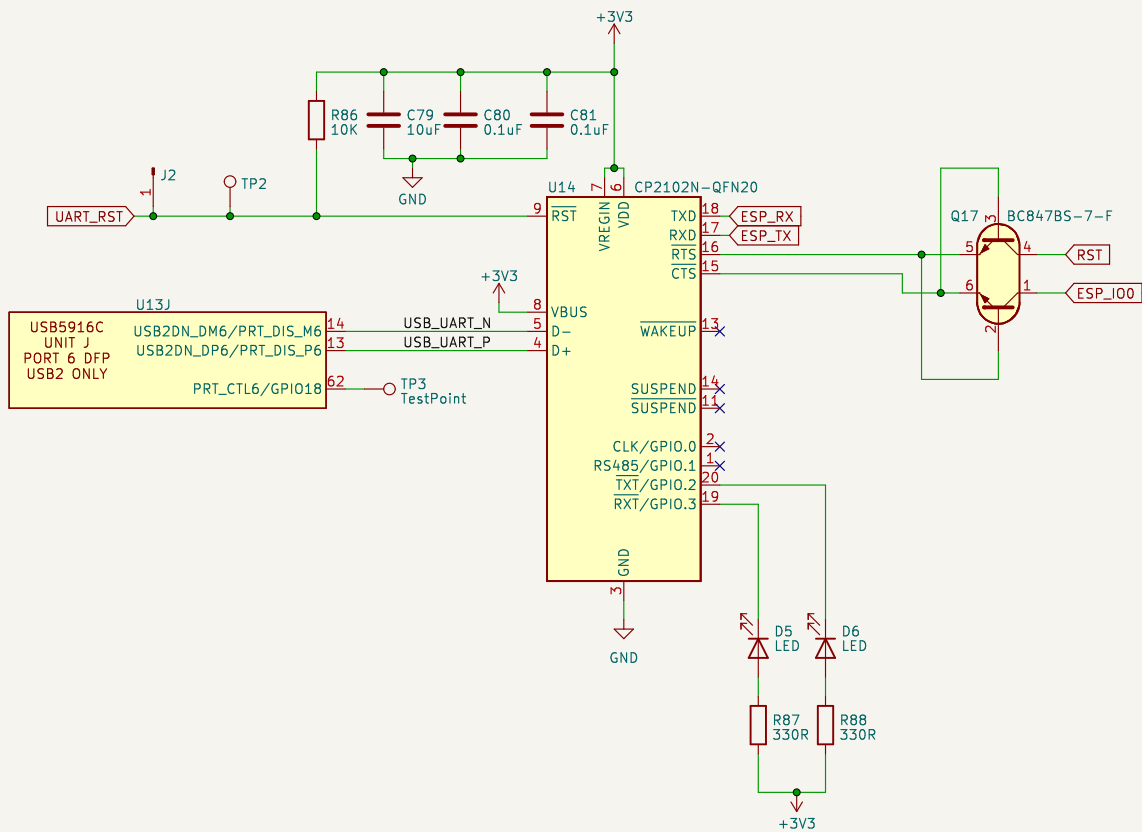 +3V3
R86
10K
C79
10uF
C80
0.1uF
C81
0.1uF
GND
J2
1
TP2
UART_RST
U14
CP2102N-QFN20
7
6
VREGIN
VDD
9
RST
18
TXD
ESP_RX
17
RXD
ESP_TX
16
RTS
15
CTS
+3V3
8
VBUS
5
D-
4
D+
USB_UART_N
USB_UART_P
13
WAKEUP
14
SUSPEND
11
SUSPEND
2
CLK/GPIO.0
1
RS485/GPIO.1
20
TXT/GPIO.2
19
RXT/GPIO.3
GND
3
GND
U13J
USB5916C
UNIT J
PORT 6 DFP
USB2 ONLY
USB2DN_DM6/PRT_DIS_M6
14
USB2DN_DP6/PRT_DIS_P6
13
PRT_CTL6/GPIO18
62
TP3
TestPoint
Q17
BC847BS-7-F
3
5
4
RST
6
1
ESP_IO0
2
D5
LED
D6
LED
R87
330R
R88
330R
+3V3